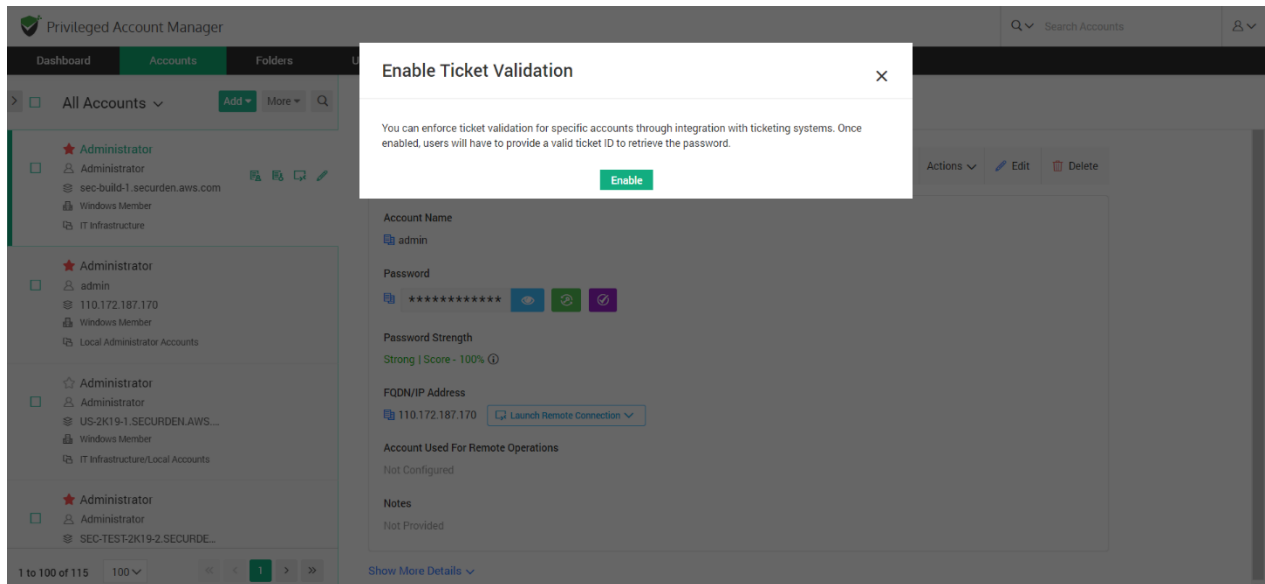 Privileged Account Manager
Search Accounts
Dashboard
Accounts
Folders
U
All Accounts
Add
More
Enable Ticket Validation
You can enforce ticket validation for specific accounts through integration with ticketing systems. Once
enabled, users will have to provide a valid ticket ID to retrieve the password.
Enable
Administrator
Administrator
sec-build-1.securden.aws.com
Windows Member
IT Infrastructure
Administrator
admin
110.172.187.170
Windows Member
Local Administrator Accounts
Administrator
Administrator
US-2K19-1.SECURDEN.AWS....
Windows Member
IT Infrastructure/Local Accounts
Administrator
Administrator
SEC-TEST-2K19-2.SECURDE...
1 to 100 of 115
100
1
Actions
Edit
Delete
Account Name
admin
Password
************
Password Strength
Strong | Score - 100%
FQDN/IP Address
110.172.187.170
Launch Remote Connection
Account Used For Remote Operations
Not Configured
Notes
Not Provided
Show More Details